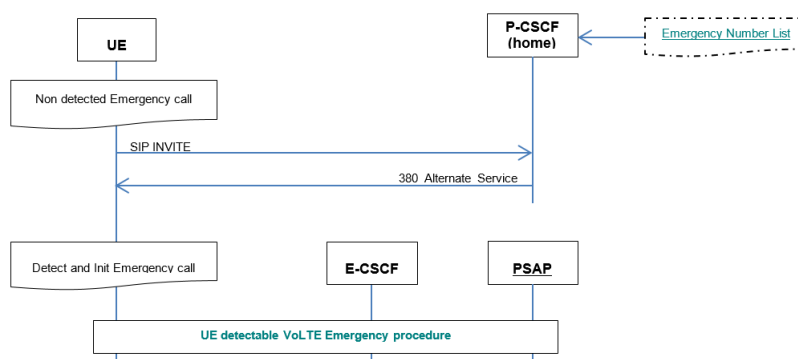 UE
P-CSCF
(home)
Emergency Number List
Non detected Emergency call
SIP INVITE
380 Alternate Service
Detect and Init Emergency call
E-CSCF
PSAP
UE detectable VoLTE Emergency procedure